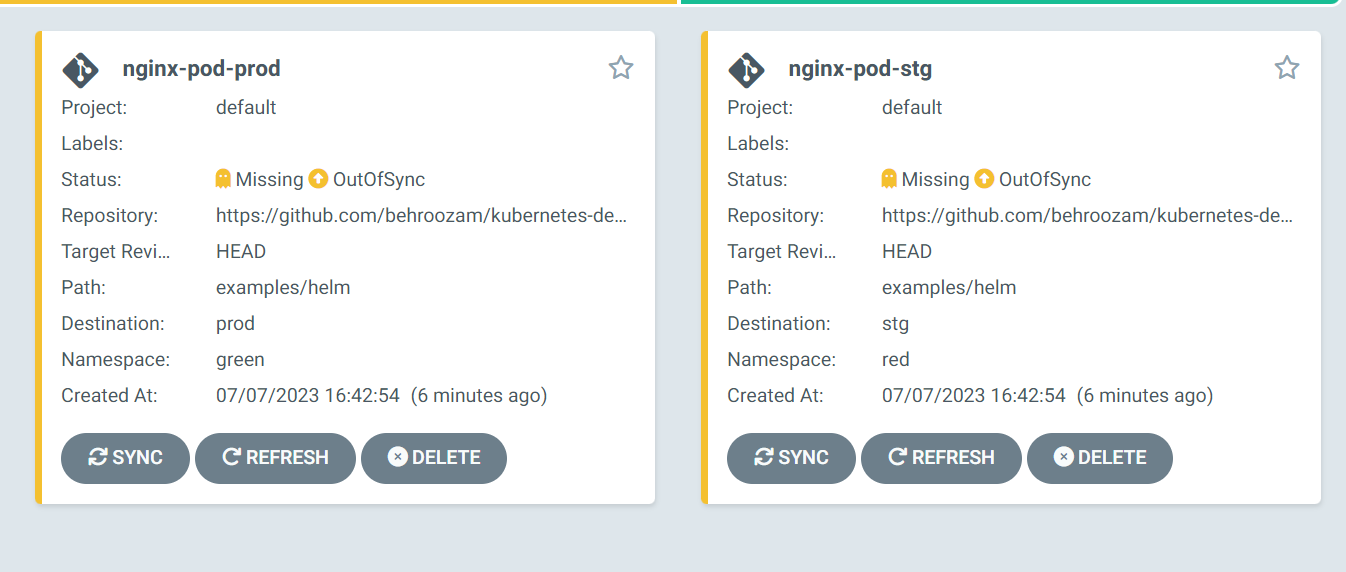 nginx-pod-prod
Project: default
Labels:
Status: Missing OutOfSync
Repository: https://github.com/behroozam/kubernetes-de...
Target Revi... HEAD
Path: examples/helm
Destination: prod
Namespace: green
Created At: 07/07/2023 16:42:54 (6 minutes ago)
SYNC REFRESH DELETE
nginx-pod-stg
Project: default
Labels:
Status: Missing OutOfSync
Repository: https://github.com/behroozam/kubernetes-de...
Target Revi... HEAD
Path: examples/helm
Destination: stg
Namespace: red
Created At: 07/07/2023 16:42:54 (6 minutes ago)
SYNC REFRESH DELETE